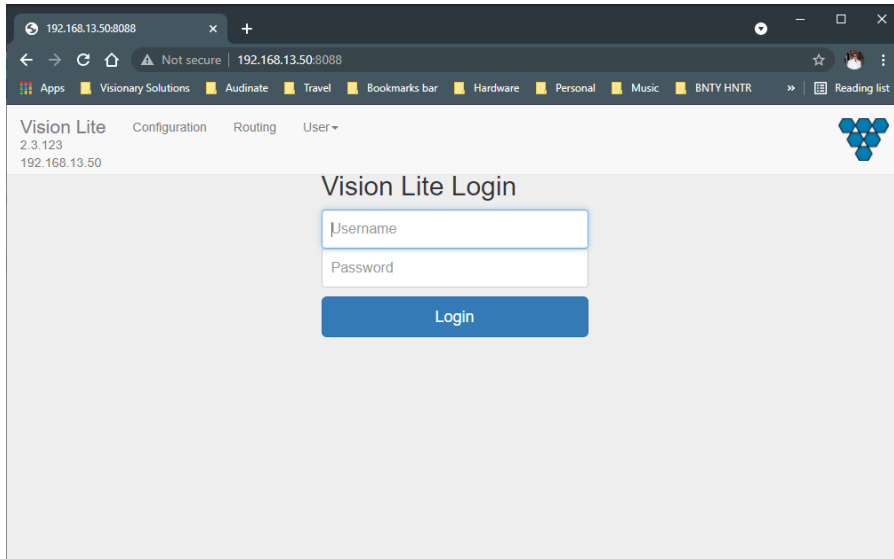 192.168.13.50:8088
Not secure 192.168.13.50:8088
Apps Visionary Solutions Audinate Travel Bookmarks bar Hardware Personal Music BNTY HNTR » Reading list
Vision Lite Configuration Routing User
2.3.123
192.168.13.50
Vision Lite Login
Username
Password
Login